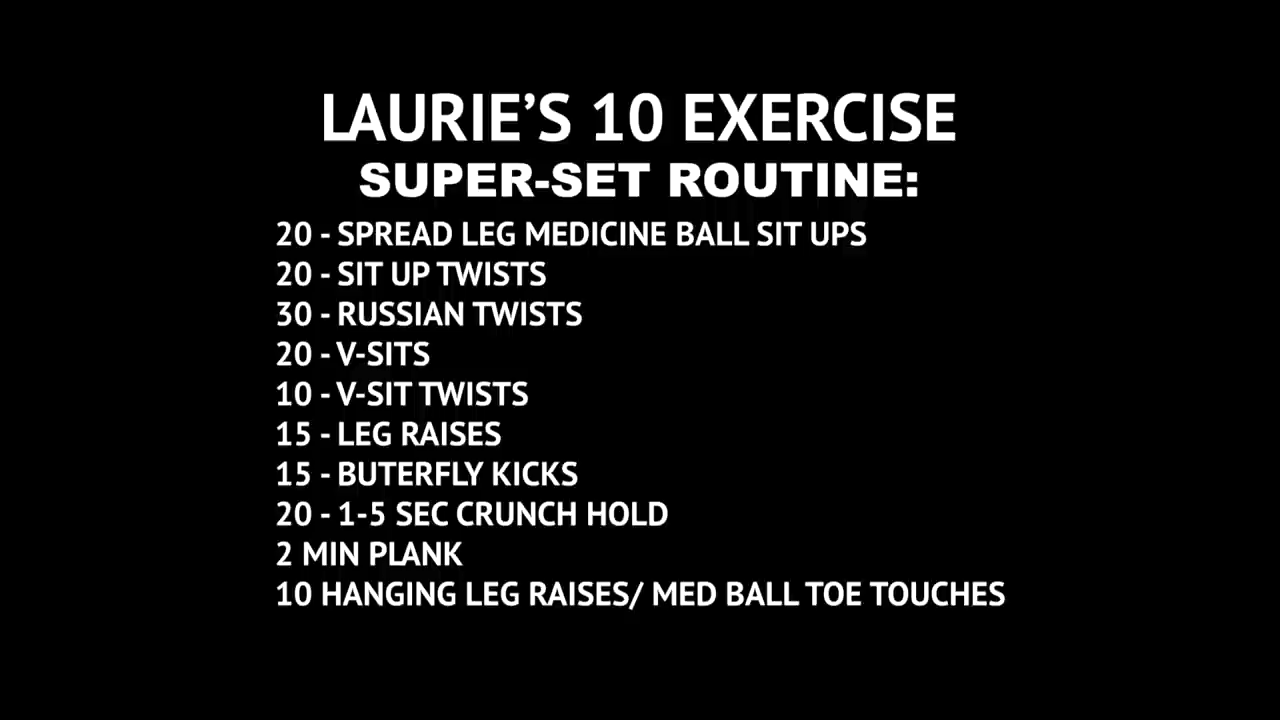 LAURIE'S 10 EXERCISE
SUPER-SET ROUTINE:
20 - SPREAD LEG MEDICINE BALL SIT UPS
20 - SIT UP TWISTS
30 - RUSSIAN TWISTS
20 - V-SITS
10 - V-SIT TWISTS
15 - LEG RAISES
15 - BUTERFLY KICKS
20 - 1-5 SEC CRUNCH HOLD
2 MIN PLANK
10 HANGING LEG RAISES/ MED BALL TOE TOUCHES